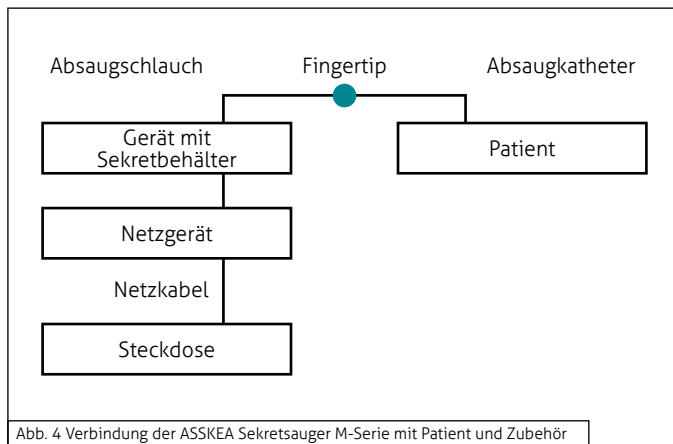 Absaugschlauch Fingertip Absaugkatheter
Gerät mit
Sekretbehälter
Patient
Netzgerät
Netzkabel
Steckdose
Abb. 4 Verbindung der ASSKEA Sekretsauger M-Serie mit Patient und Zubehör